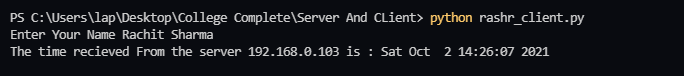 PS C:\Users\lap\Desktop\College Complete\Server And CLient> python rashr_client.py
Enter Your Name Rachit Sharma
The time recieved From the server 192.168.0.103 is : Sat Oct  2 14:26:07 2021